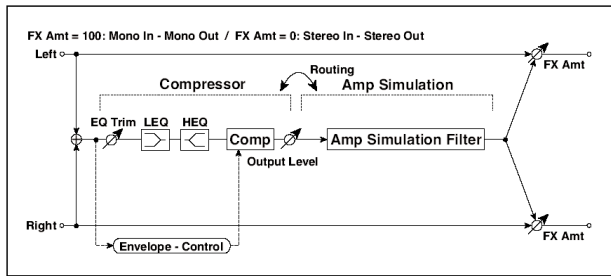 FX Amt = 100: Mono In - Mono Out / FX Amt = 0: Stereo In - Stereo Out
Left
FX Amt
Routing
Compressor
Amp Simulation
EQ Trim
LEQ
HEQ
Comp
Output Level
Amp Simulation Filter
Right
FX Amt
Envelope - Control